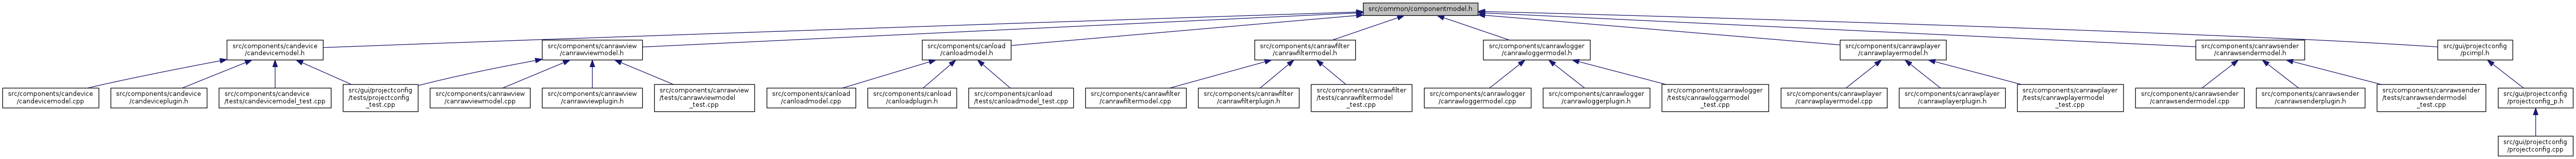 src/common/componentmodel.h
src/components/candevice
/candevicemodel.h
src/components/canrawview
/canrawviewmodel.h
src/components/canload
/canloadmodel.h
src/components/canrawfilter
/canrawfiltermodel.h
src/components/canrawlogger
/canrawloggermodel.h
src/components/canrawplayer
/canrawplayermodel.h
src/components/canrawsender
/canrawsendermodel.h
src/gui/projectconfig
/pcimpl.h
src/components/candevice
/candevicemodel.cpp
src/components/candevice
/candeviceplugin.h
src/components/candevice
/tests/candevicemodel_test.cpp
src/gui/projectconfig
/tests/projectconfig
_test.cpp
src/components/canrawview
/canrawviewmodel.cpp
src/components/canrawview
/canrawviewplugin.h
src/components/canrawview
/tests/canrawviewmodel
_test.cpp
src/components/canload
/canloadmodel.cpp
src/components/canload
/canloadplugin.h
src/components/canload
/tests/canloadmodel_test.cpp
src/components/canrawfilter
/canrawfiltermodel.cpp
src/components/canrawfilter
/canrawfilterplugin.h
src/components/canrawfilter
/tests/canrawfiltermodel
_test.cpp
src/components/canrawlogger
/canrawloggermodel.cpp
src/components/canrawlogger
/canrawloggerplugin.h
src/components/canrawlogger
/tests/canrawloggermodel
_test.cpp
src/components/canrawplayer
/canrawplayermodel.cpp
src/components/canrawplayer
/canrawplayerplugin.h
src/components/canrawplayer
/tests/canrawplayermodel
_test.cpp
src/components/canrawsender
/canrawsendermodel.cpp
src/components/canrawsender
/canrawsenderplugin.h
src/components/canrawsender
/tests/canrawsendermodel
_test.cpp
src/gui/projectconfig
/projectconfig_p.h
src/gui/projectconfig
/projectconfig.cpp